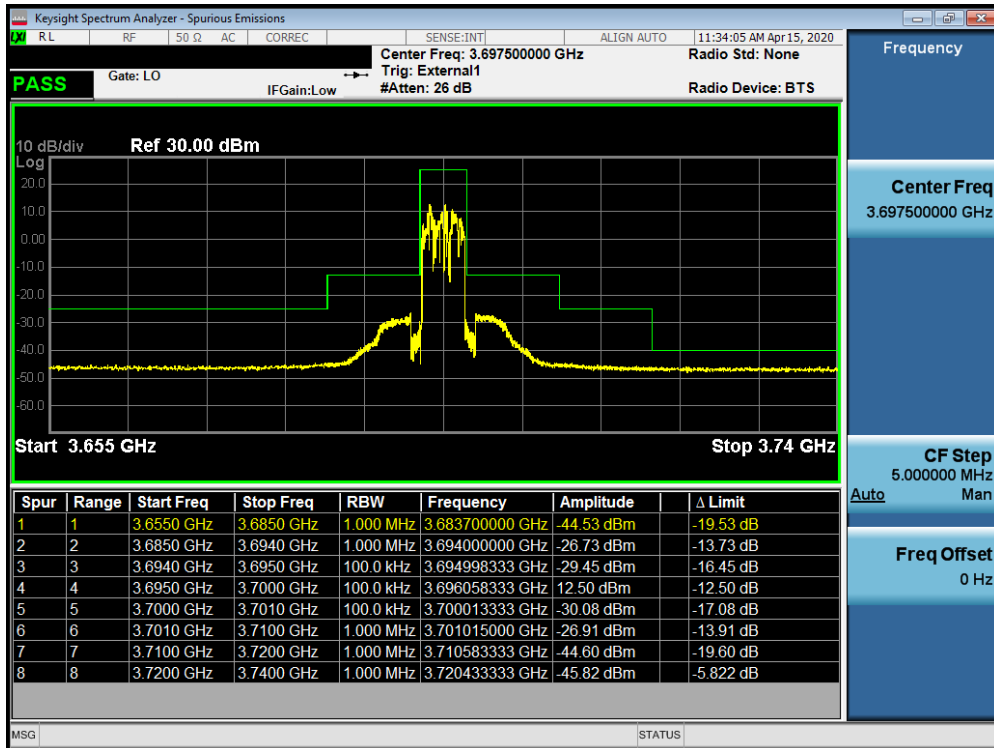 Keysight Spectrum Analyzer - Spurious Emissions
LXI RL RF 50 Ω AC CORREC SENSE:INT ALIGN AUTO 11:34:05 AM Apr 15, 2020
Center Freq: 3.697500000 GHz Radio Std: None
PASS Gate: LO Trig: External1
IFGain:Low #Atten: 26 dB Radio Device: BTS
Frequency
10 dB/div Ref 30.00 dBm
Log
20.0
10.0
0.00
-10.0
-20.0
-30.0
-40.0
-50.0
-60.0
Start 3.655 GHz Stop 3.74 GHz
Center Freq
3.697500000 GHz
CF Step
5.000000 MHz
Auto Man
Freq Offset
0 Hz
Spur Range Start Freq Stop Freq RBW Frequency Amplitude Δ Limit
1 1 3.6550 GHz 3.6850 GHz 1.000 MHz 3.683700000 GHz -44.53 dBm -19.53 dB
2 2 3.6850 GHz 3.6940 GHz 1.000 MHz 3.694000000 GHz -26.73 dBm -13.73 dB
3 3 3.6940 GHz 3.6950 GHz 100.0 kHz 3.694998333 GHz -29.45 dBm -16.45 dB
4 4 3.6950 GHz 3.7000 GHz 100.0 kHz 3.696058333 GHz 12.50 dBm -12.50 dB
5 5 3.7000 GHz 3.7010 GHz 100.0 kHz 3.700013333 GHz -30.08 dBm -17.08 dB
6 6 3.7010 GHz 3.7100 GHz 1.000 MHz 3.701015000 GHz -26.91 dBm -13.91 dB
7 7 3.7100 GHz 3.7200 GHz 1.000 MHz 3.710583333 GHz -44.60 dBm -19.60 dB
8 8 3.7200 GHz 3.7400 GHz 1.000 MHz 3.720433333 GHz -45.82 dBm -5.822 dB
MSG STATUS